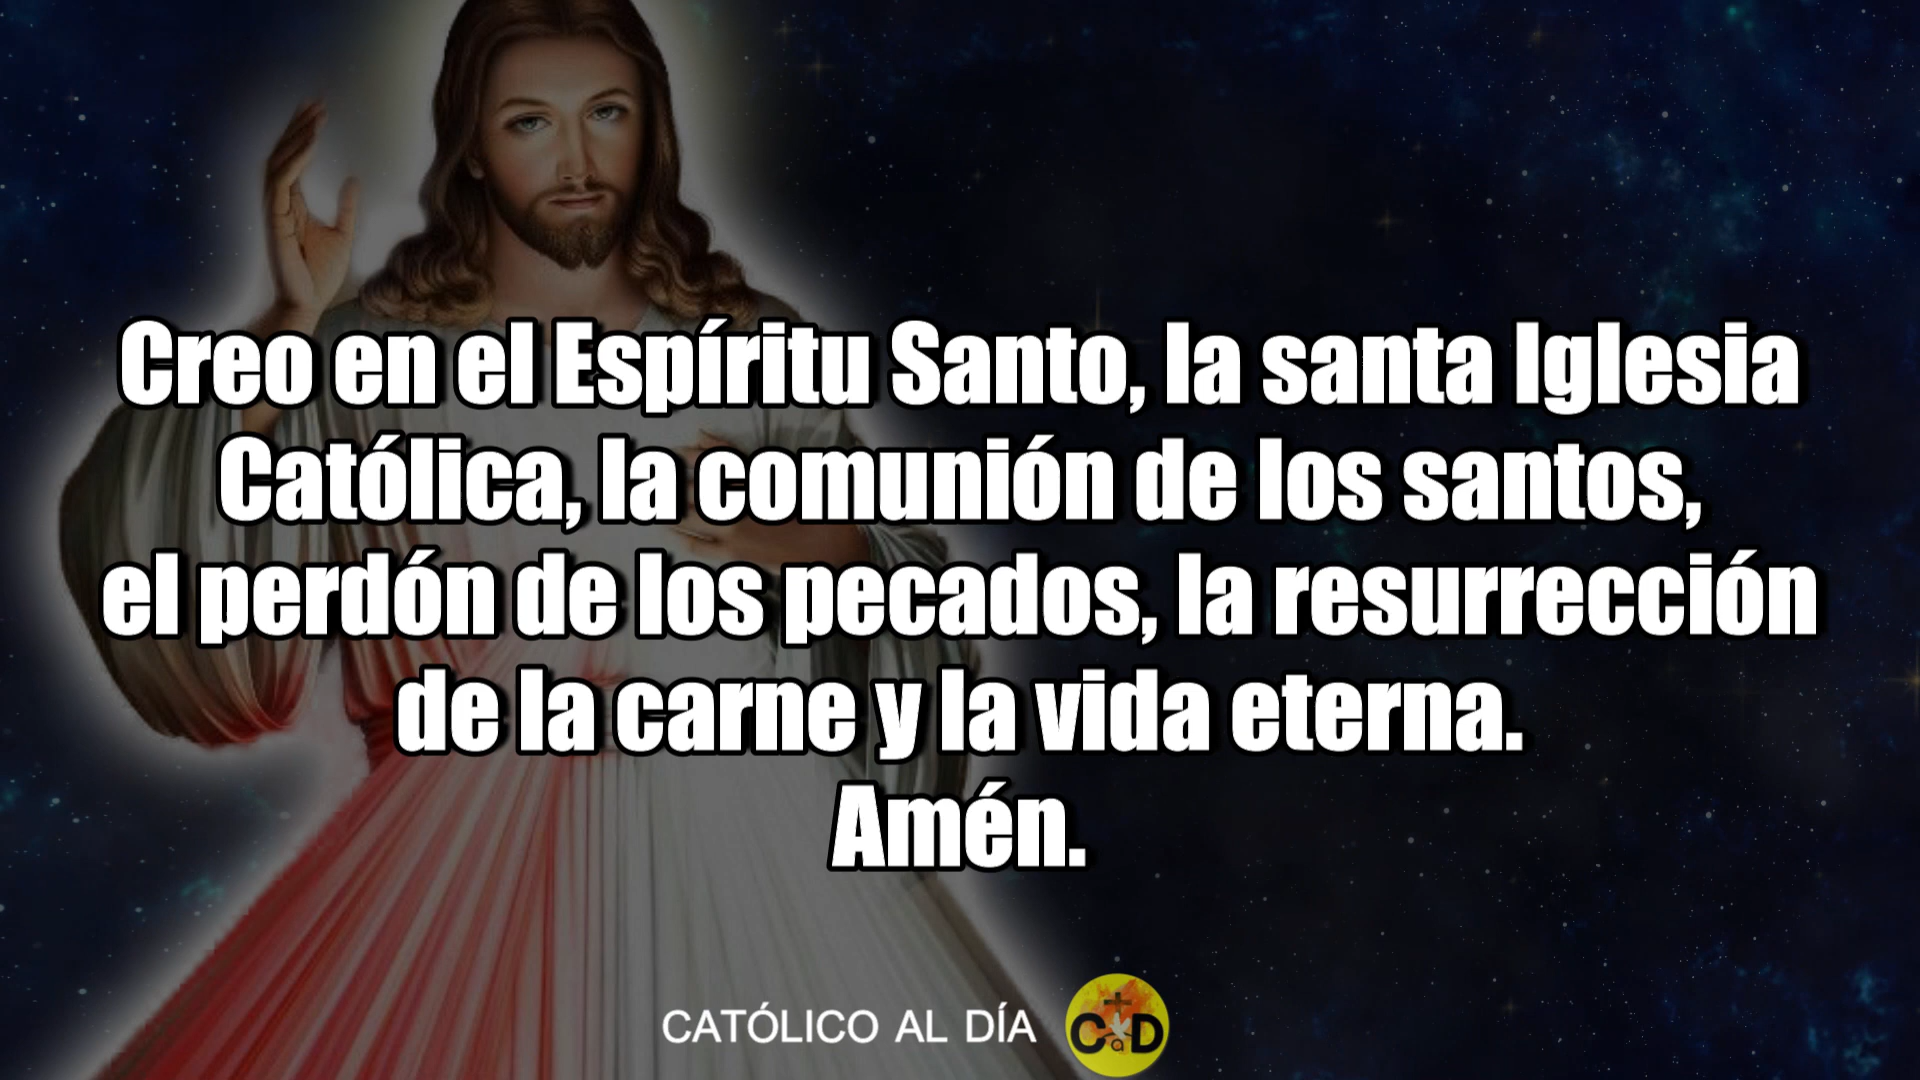 Creo en el Espíritu Santo, la santa Iglesia
Católica, la comunión de los santos,
el perdón de los pecados, la resurrección
de la carne y la vida eterna.
Amén.
CATÓLICO AL DÍA
CaD